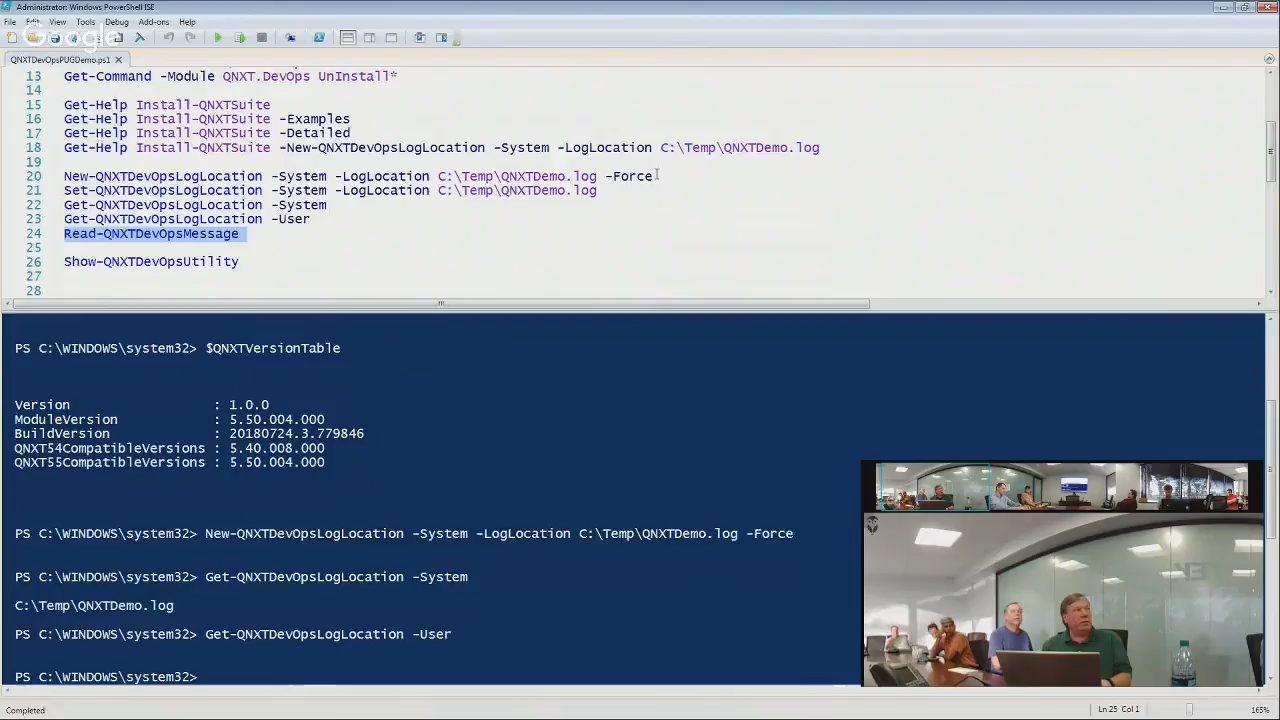 Administrator: Windows PowerShell ISE
File Edit View Tools Debug Add-ons Help
Google
QNXTDevOpsPUGDemo.ps1
13 Get-Command -Module QNXT.DevOps UnInstall*
14
15 Get-Help Install-QNXTSuite
16 Get-Help Install-QNXTSuite -Examples
17 Get-Help Install-QNXTSuite -Detailed
18 Get-Help Install-QNXTSuite -New-QNXTDevOpsLogLocation -System -LogLocation C:\Temp\QNXTDemo.log
19
20 New-QNXTDevOpsLogLocation -System -LogLocation C:\Temp\QNXTDemo.log -Force
21 Set-QNXTDevOpsLogLocation -System -LogLocation C:\Temp\QNXTDemo.log
22 Get-QNXTDevOpsLogLocation -System
23 Get-QNXTDevOpsLogLocation -User
24 Read-QNXTDevOpsMessage
25
26 Show-QNXTDevOpsUtility
27
28
PS C:\WINDOWS\system32> $QNXTVersionTable
Version : 1.0.0
ModuleVersion : 5.50.004.000
BuildVersion : 20180724.3.779846
QNXT54CompatibleVersions : 5.40.008.000
QNXT55CompatibleVersions : 5.50.004.000
PS C:\WINDOWS\system32> New-QNXTDevOpsLogLocation -System -LogLocation C:\Temp\QNXTDemo.log -Force
PS C:\WINDOWS\system32> Get-QNXTDevOpsLogLocation -System
C:\Temp\QNXTDemo.log
PS C:\WINDOWS\system32> Get-QNXTDevOpsLogLocation -User
PS C:\WINDOWS\system32>
Completed
Ln 25 Col 1
165%